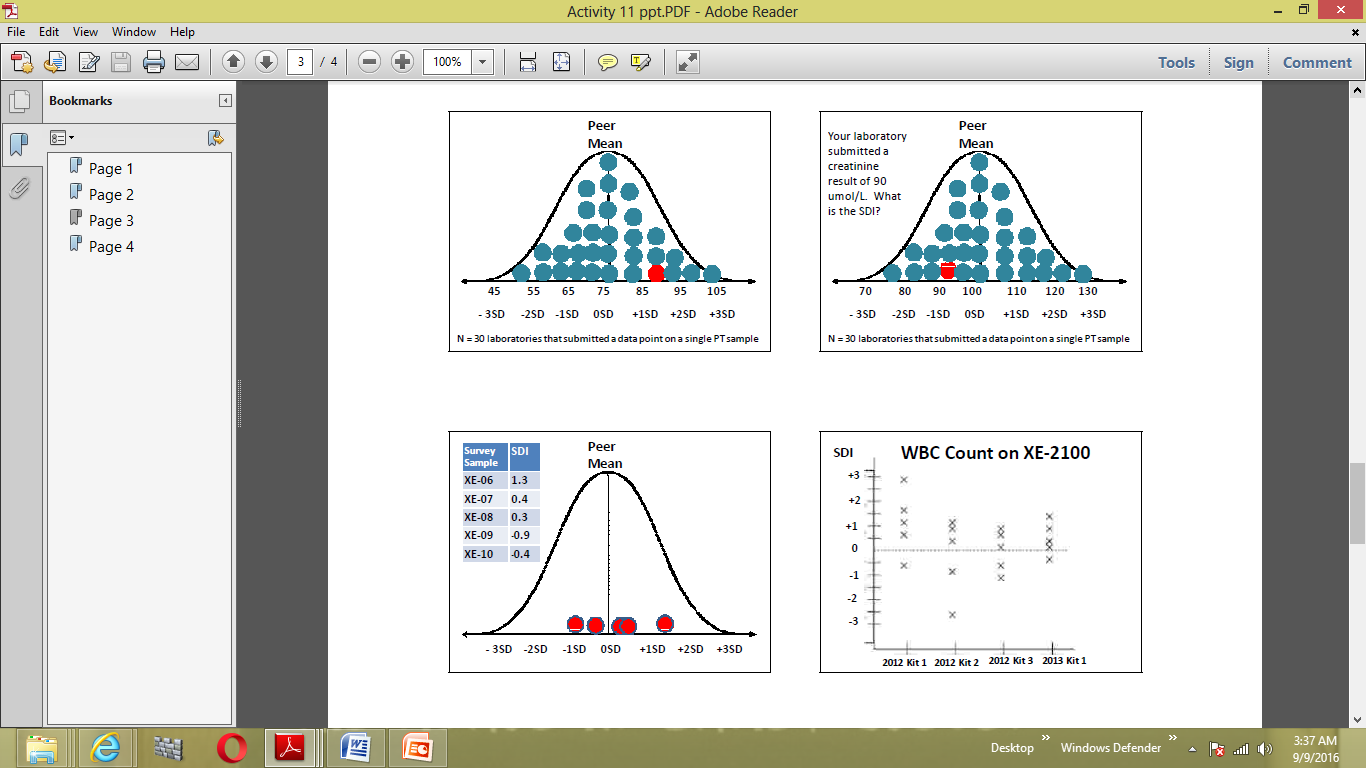 Activity 11 ppt.PDF - Adobe Reader
File Edit View Window Help
3 / 4 100% Tools Sign Comment
Bookmarks
Page 1
Page 2
Page 3
Page 4
Peer
Mean
45 55 65 75 85 95 105
- 3SD -2SD -1SD 0SD +1SD +2SD +3SD
N = 30 laboratories that submitted a data point on a single PT sample
Your laboratory
submitted a
creatinine
result of 90
umol/L. What
is the SDI?
Peer
Mean
70 80 90 100 110 120 130
- 3SD -2SD -1SD 0SD +1SD +2SD +3SD
N = 30 laboratories that submitted a data point on a single PT sample
Survey
Sample SDI
XE-06 1.3
XE-07 0.4
XE-08 0.3
XE-09 -0.9
XE-10 -0.4
Peer
Mean
- 3SD -2SD -1SD 0SD +1SD +2SD +3SD
SDI WBC Count on XE-2100
+3
+2
+1
0
-1
-2
-3
2012 Kit 1 2012 Kit 2 2012 Kit 3 2013 Kit 1
Desktop » Windows Defender » 3:37 AM
9/9/2016